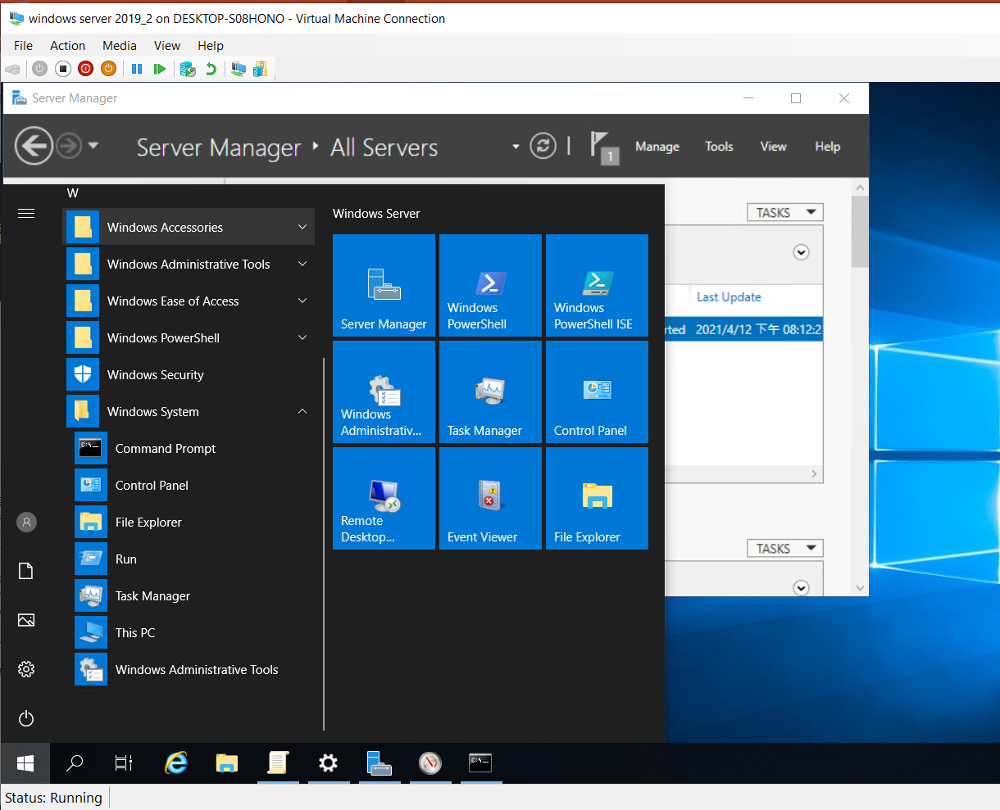 windows server 2019_2 on DESKTOP-S08HONO - Virtual Machine Connection
File Action Media View Help
Server Manager
Server Manager All Servers
1
Manage Tools View Help
W
Windows Accessories
Windows Administrative Tools
Windows Ease of Access
Windows PowerShell
Windows Security
Windows System
Command Prompt
Control Panel
File Explorer
Run
Task Manager
This PC
Windows Administrative Tools
Windows Server
Server Manager
Windows
PowerShell
Windows
PowerShell ISE
Windows
Administrativ...
Task Manager
Control Panel
Remote
Desktop...
Event Viewer
File Explorer
TASKS
Last Update
rted 2021/4/12 下午 08:12:2
TASKS
Status: Running